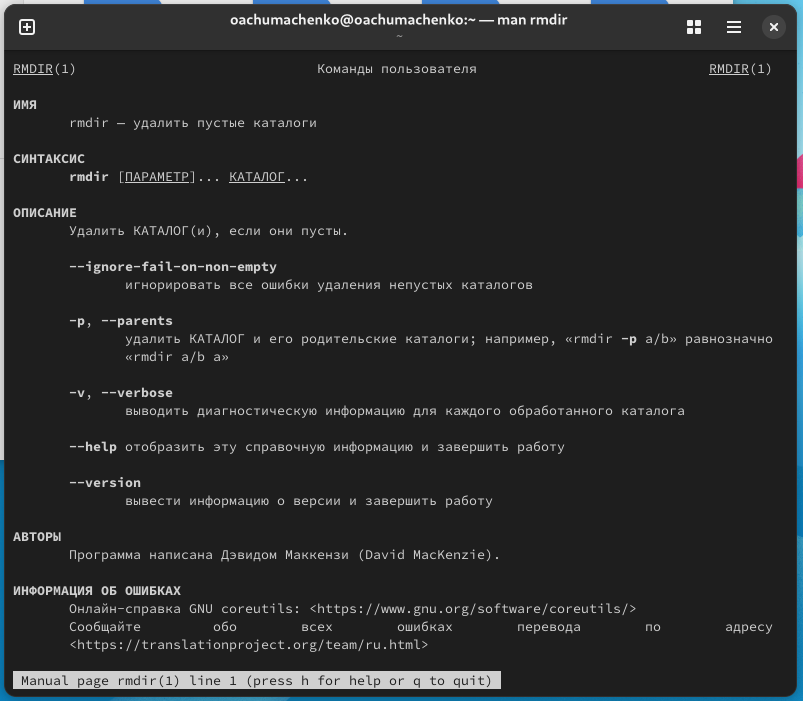 oachumachenko@oachumachenko:~ — man rmdir
~
RMDIR(1) Команды пользователя RMDIR(1)
ИМЯ
rmdir — удалить пустые каталоги
СИНТАКСИС
rmdir [ПАРАМЕТР]... КАТАЛОГ...
ОПИСАНИЕ
Удалить КАТАЛОГ(и), если они пусты.
--ignore-fail-on-non-empty
игнорировать все ошибки удаления непустых каталогов
-p, --parents
удалить КАТАЛОГ и его родительские каталоги; например, «rmdir -p a/b» равнозначно
«rmdir a/b a»
-v, --verbose
выводить диагностическую информацию для каждого обработанного каталога
--help отобразить эту справочную информацию и завершить работу
--version
вывести информацию о версии и завершить работу
АВТОРЫ
Программа написана Дэвидом Маккензи (David MacKenzie).
ИНФОРМАЦИЯ ОБ ОШИБКАХ
Онлайн-справка GNU coreutils: <https://www.gnu.org/software/coreutils/>
Сообщайте обо всех ошибках перевода по адресу
<https://translationproject.org/team/ru.html>
Manual page rmdir(1) line 1 (press h for help or q to quit)